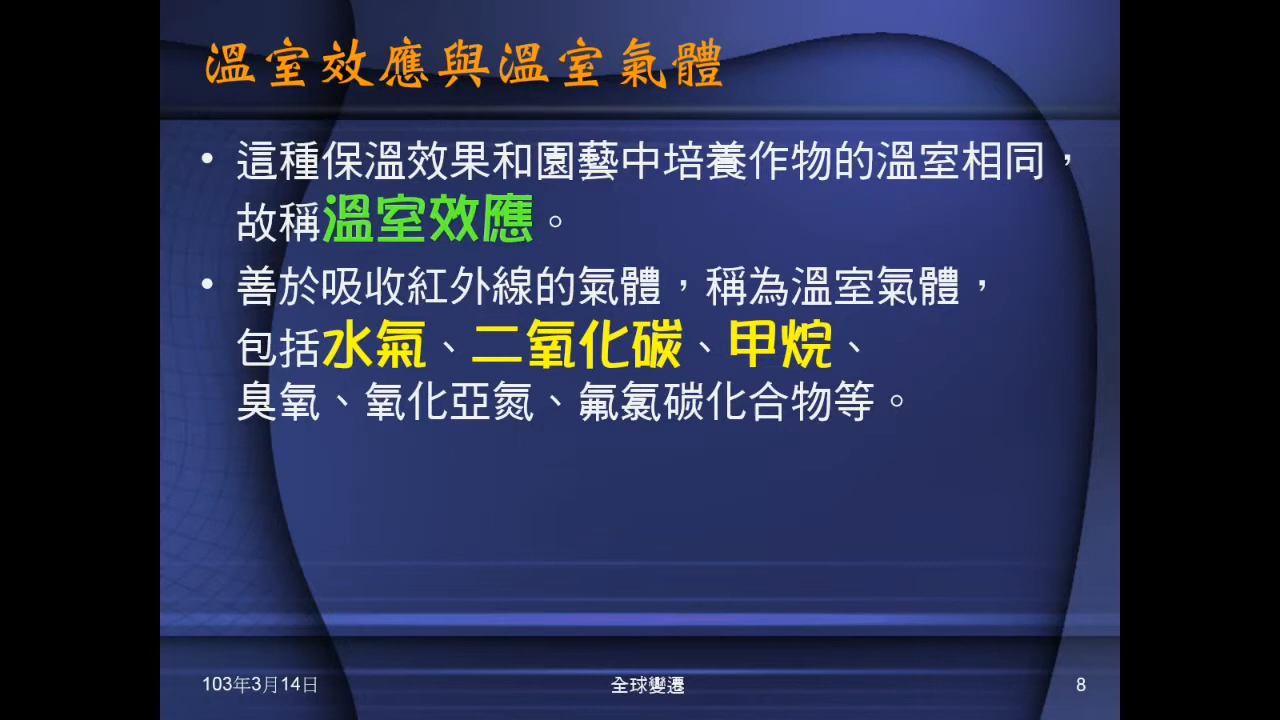 溫室效應與溫室氣體
• 這種保溫效果和園藝中培養作物的溫室相同，
故稱溫室效應。
• 善於吸收紅外線的氣體，稱為溫室氣體，
包括水氣、二氧化碳、甲烷、
臭氧、氧化亞氮、氟氯碳化合物等。
103年3月14日
全球變遷
8